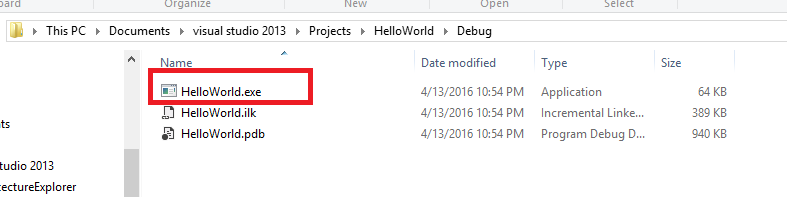 Organize New Open Select
This PC Documents visual studio 2013 Projects HelloWorld Debug
Name Date modified Type Size
HelloWorld.exe 4/13/2016 10:54 PM Application 64 KB
nts HelloWorld.ilk 4/13/2016 10:54 PM Incremental Linke... 389 KB
HelloWorld.pdb 4/13/2016 10:54 PM Program Debug D... 940 KB
tudio 2013
ectureExplorer